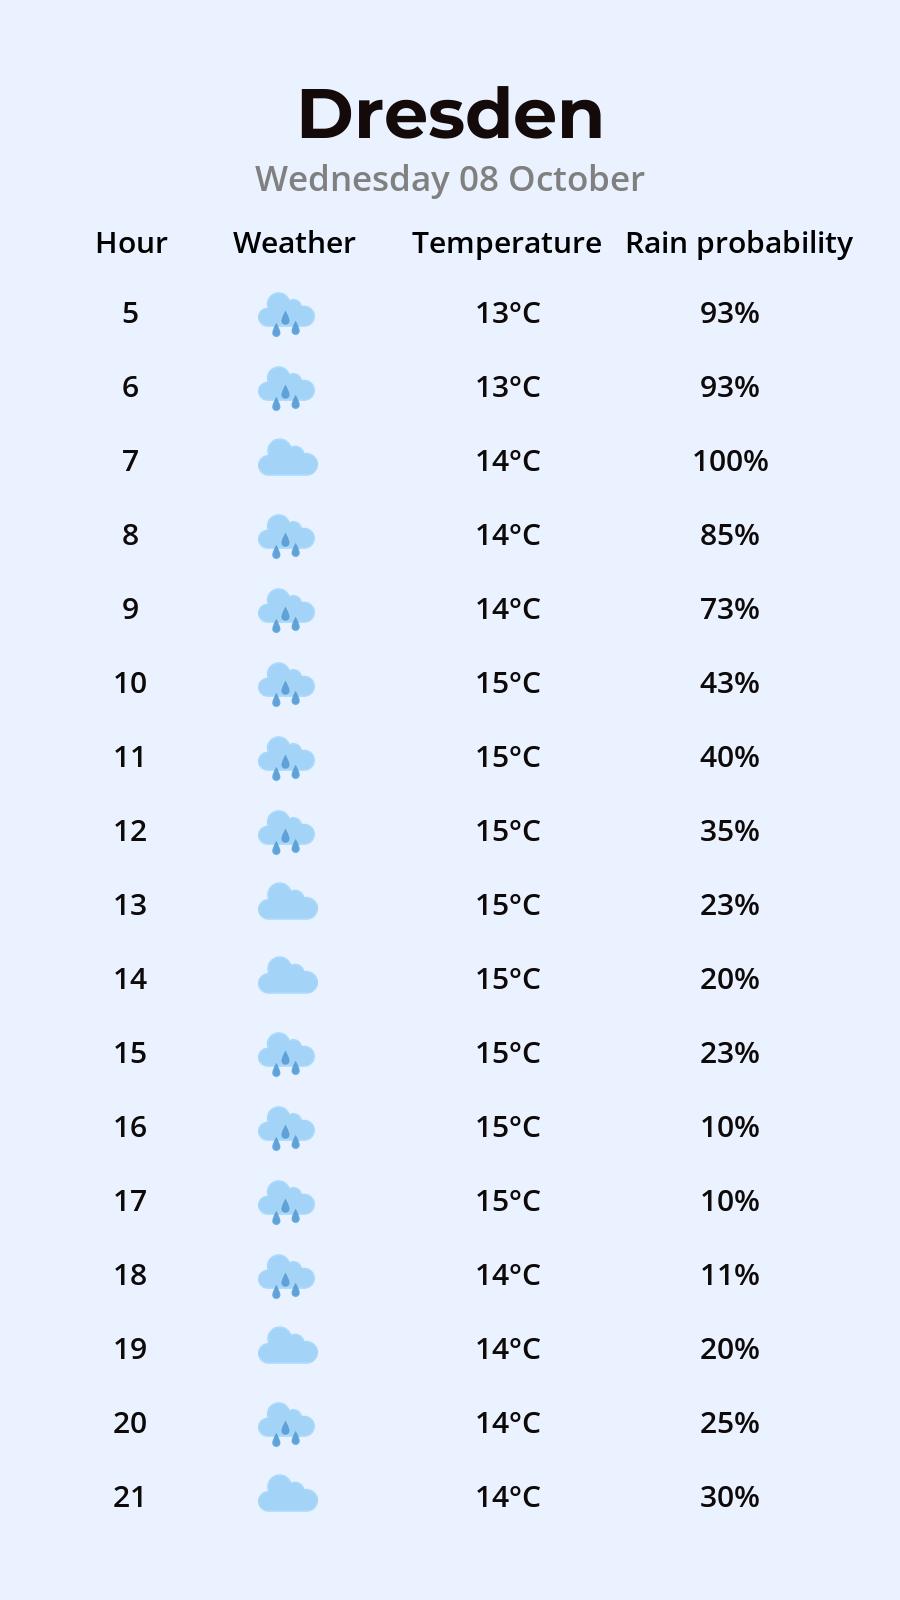 Dresden
Wednesday 08 October
Hour Weather Temperature Rain probability
5 13°C 93%
6 13°C 93%
7 14°C 100%
8 14°C 85%
9 14°C 73%
10 15°C 43%
11 15°C 40%
12 15°C 35%
13 15°C 23%
14 15°C 20%
15 15°C 23%
16 15°C 10%
17 15°C 10%
18 14°C 11%
19 14°C 20%
20 14°C 25%
21 14°C 30%